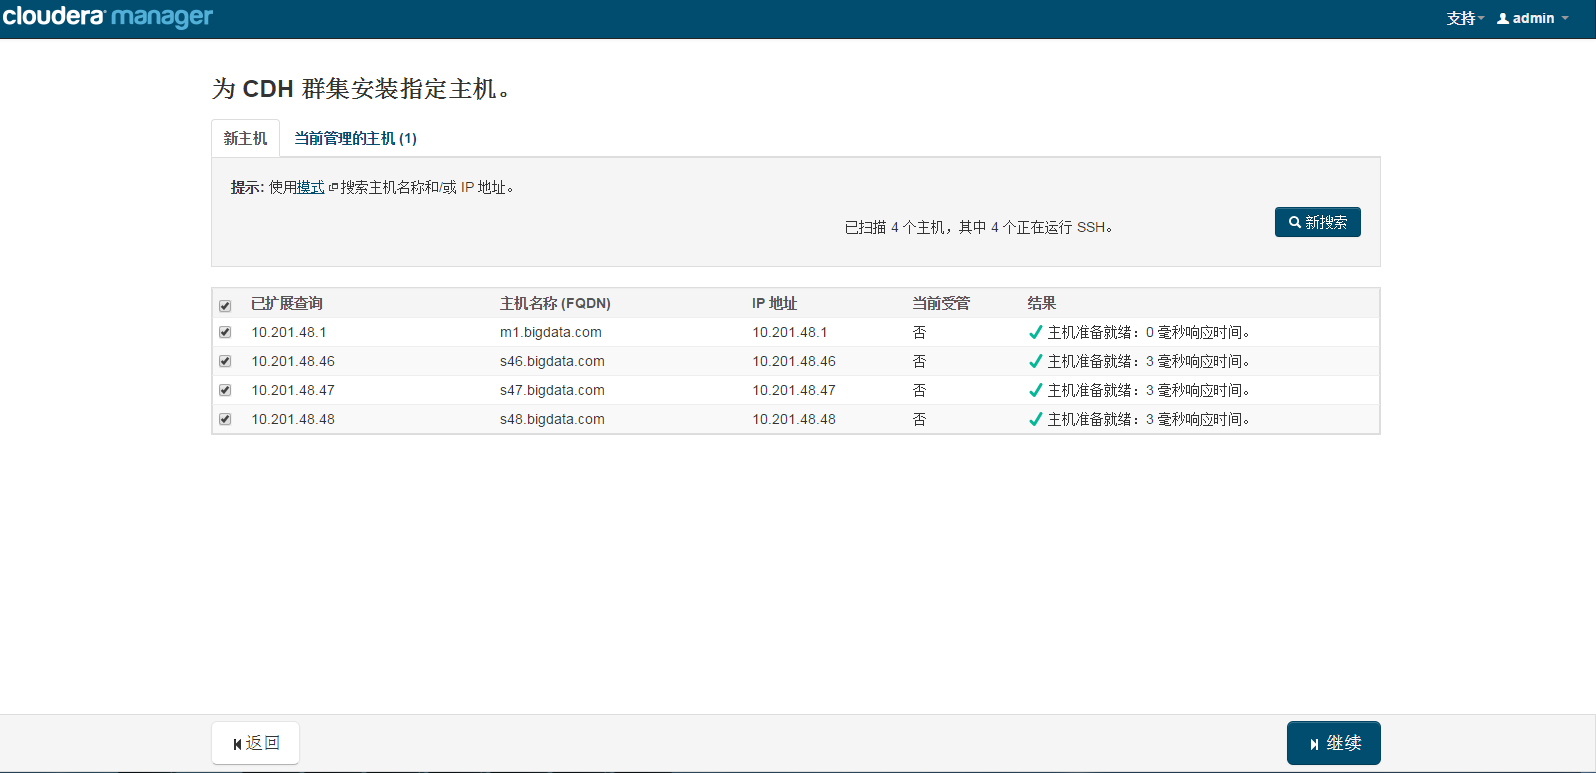 cloudera manager
支持 admin
为 CDH 群集安装指定主机。
新主机 当前管理的主机 (1)
提示: 使用模式 搜索主机名称和/或 IP 地址。
已扫描 4 个主机，其中 4 个正在运行 SSH。
新搜索
已扩展查询 主机名称 (FQDN) IP 地址 当前受管 结果
10.201.48.1 m1.bigdata.com 10.201.48.1 否 主机准备就绪：0 毫秒响应时间。
10.201.48.46 s46.bigdata.com 10.201.48.46 否 主机准备就绪：3 毫秒响应时间。
10.201.48.47 s47.bigdata.com 10.201.48.47 否 主机准备就绪：3 毫秒响应时间。
10.201.48.48 s48.bigdata.com 10.201.48.48 否 主机准备就绪：3 毫秒响应时间。
返回 继续